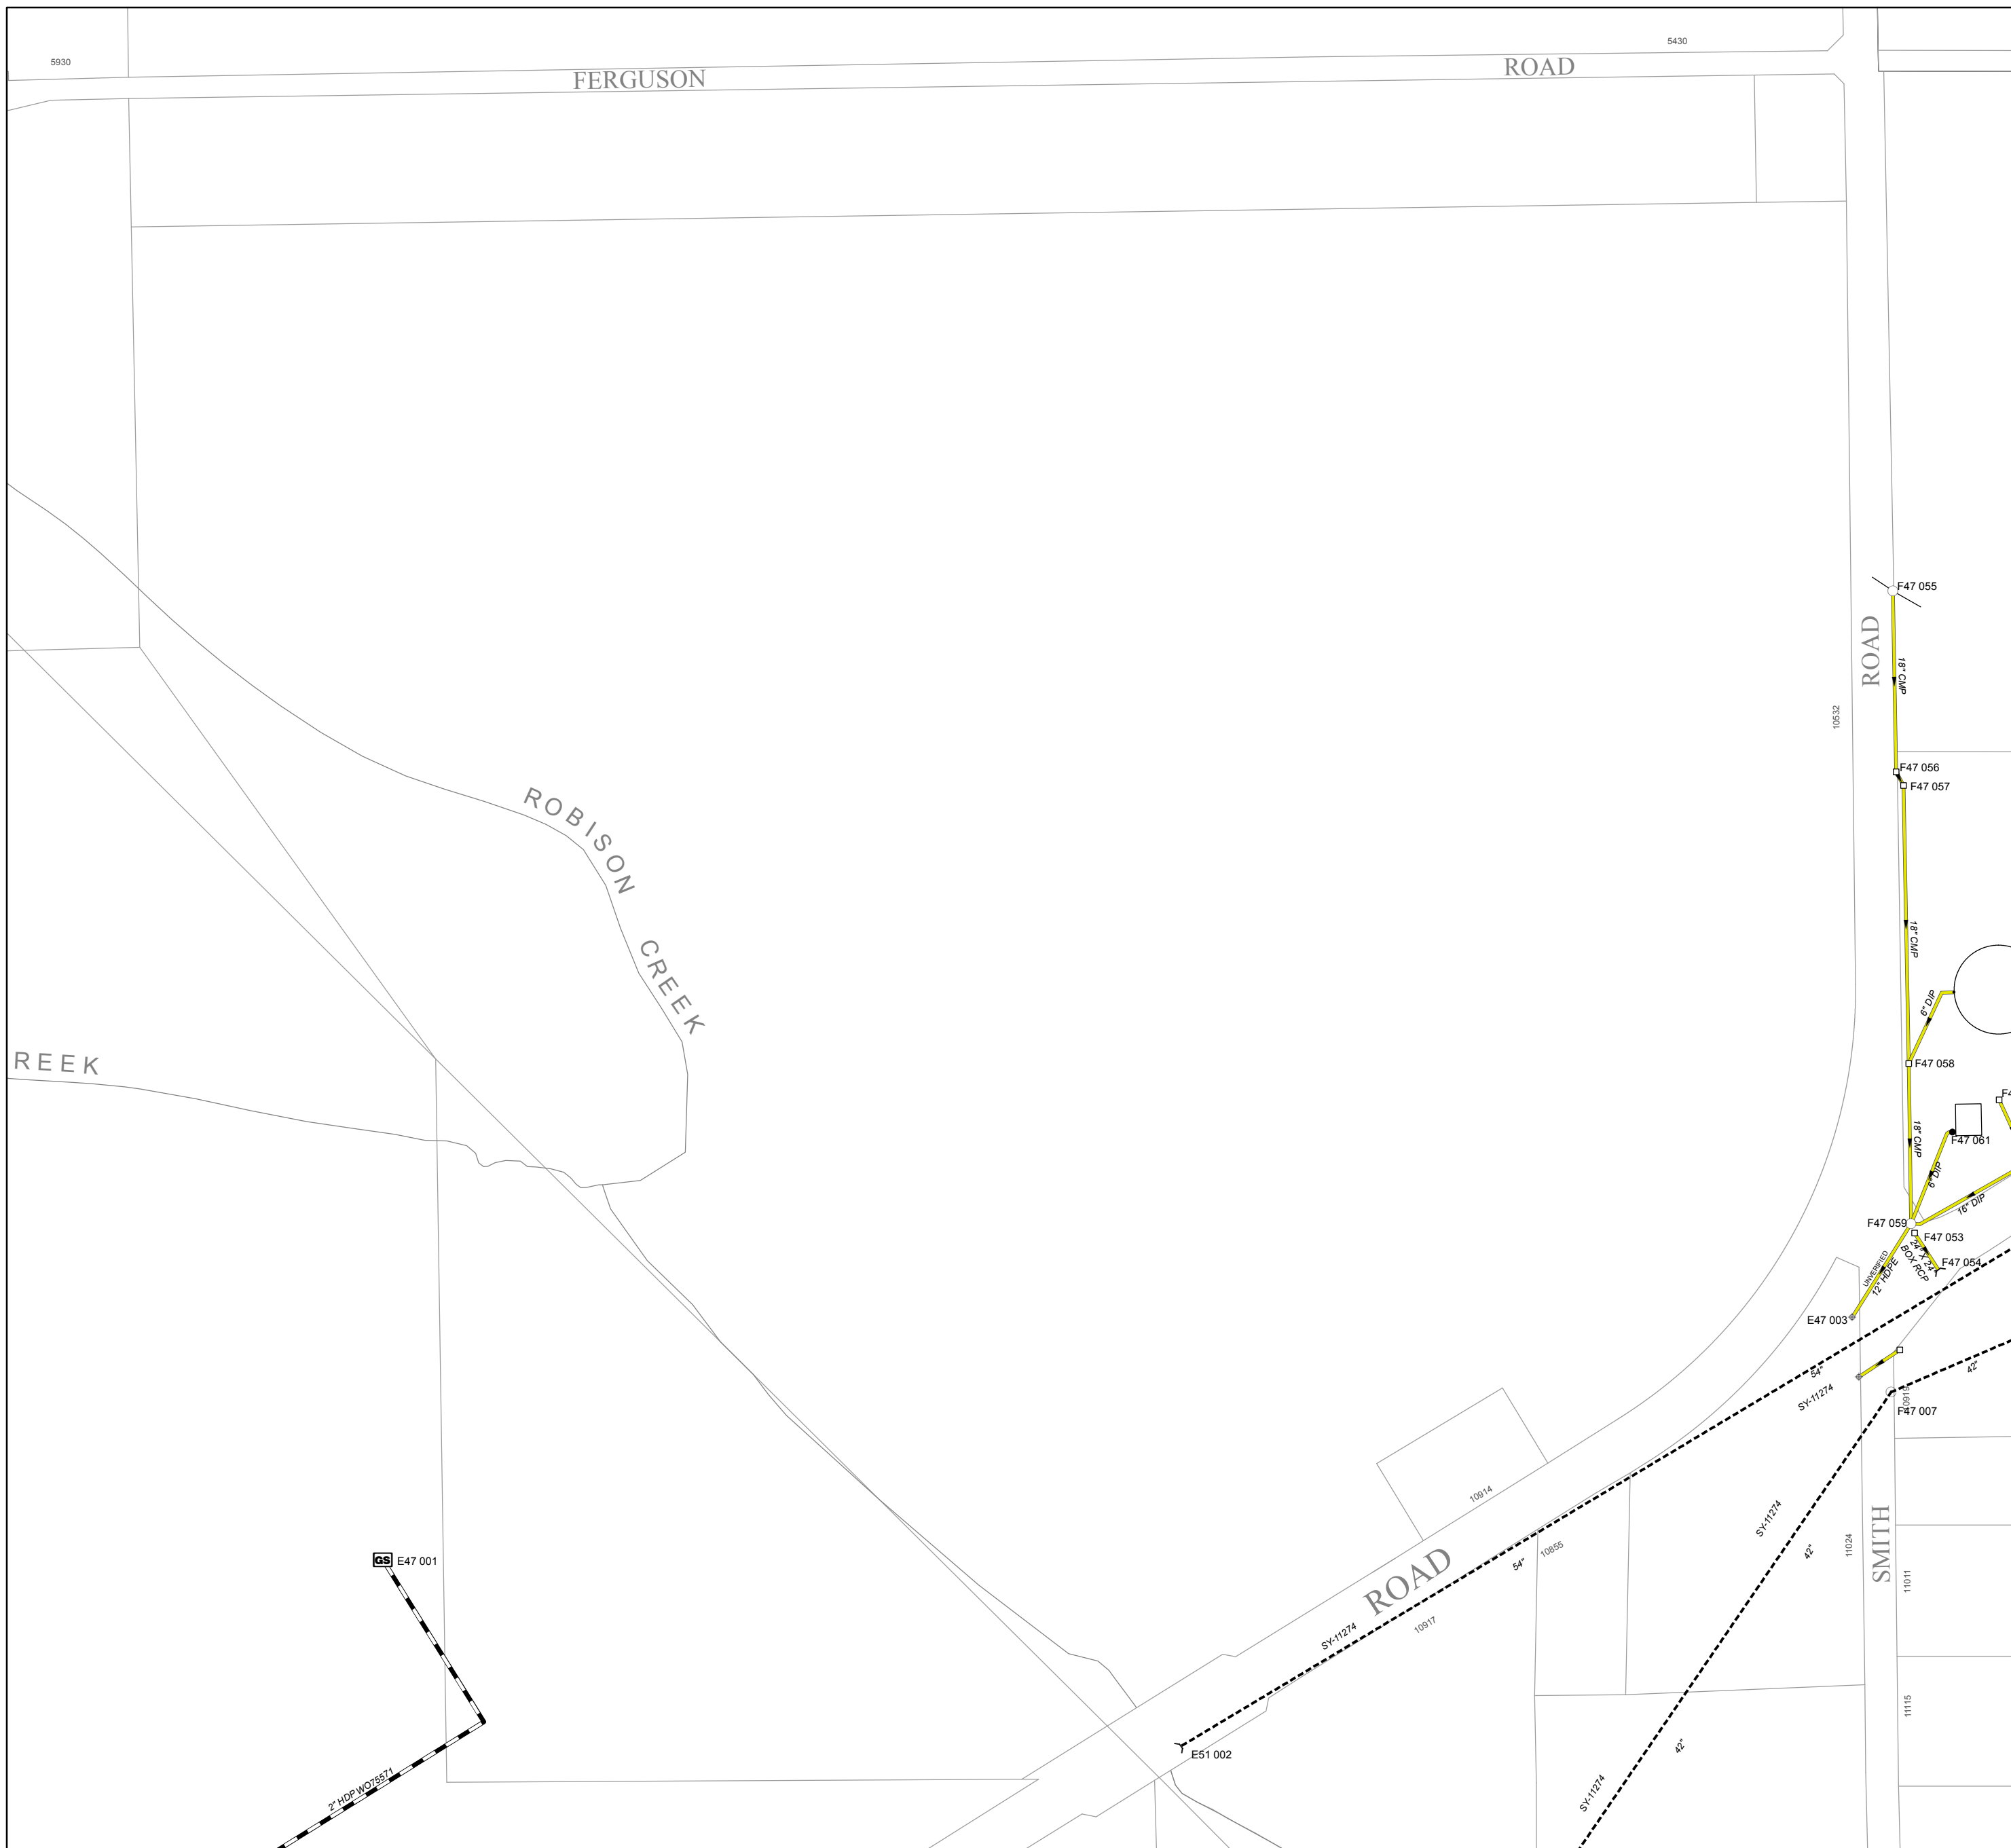 5930
5430
FERGUSON
ROAD
F47 055
ROAD
18" CMP
10532
F47 056
F47 057
ROBISON
CREEK
18" CMP
6" DIP
REEK
F47 058
18" CMP
F47 061
6" DIP
16" DIP
F47 059
F47 053
24" X 24"
BOX RCP
F47 054
UNVERIFIED
12" HDPE
E47 003
54"
SY-11274
42"
F47 007
10914
SY-11274
42"
11024
SMITH
10855
54"
ROAD
E47 001
GS
11011
10917
SY-11274
11115
42"
E51 002
2" HDP WO75571
SY-11274